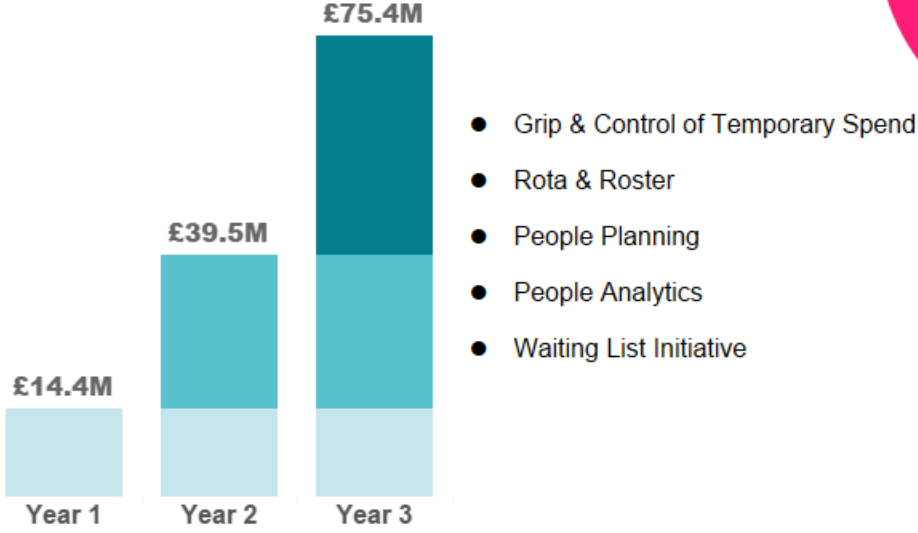 £75.4M
£39.5M
£14.4M
Year 1
Year 2
Year 3
● Grip & Control of Temporary Spend
● Rota & Roster
● People Planning
● People Analytics
● Waiting List Initiative